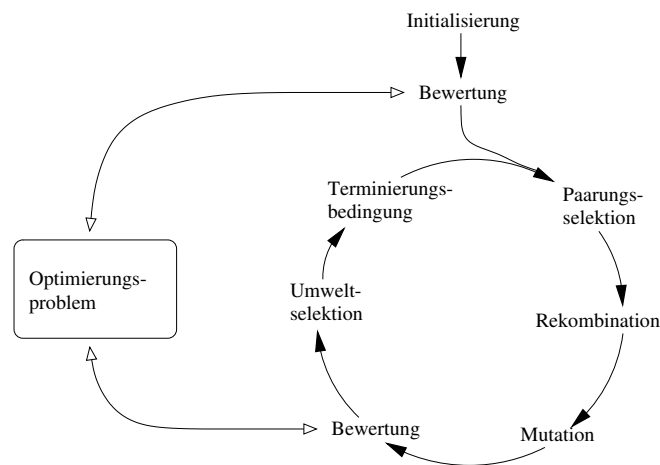 Initialisierung
Bewertung
Terminierungs-
bedingung
Paarungs-
selektion
Optimierungs-
problem
Umwelt-
selektion
Rekombination
Bewertung
Mutation